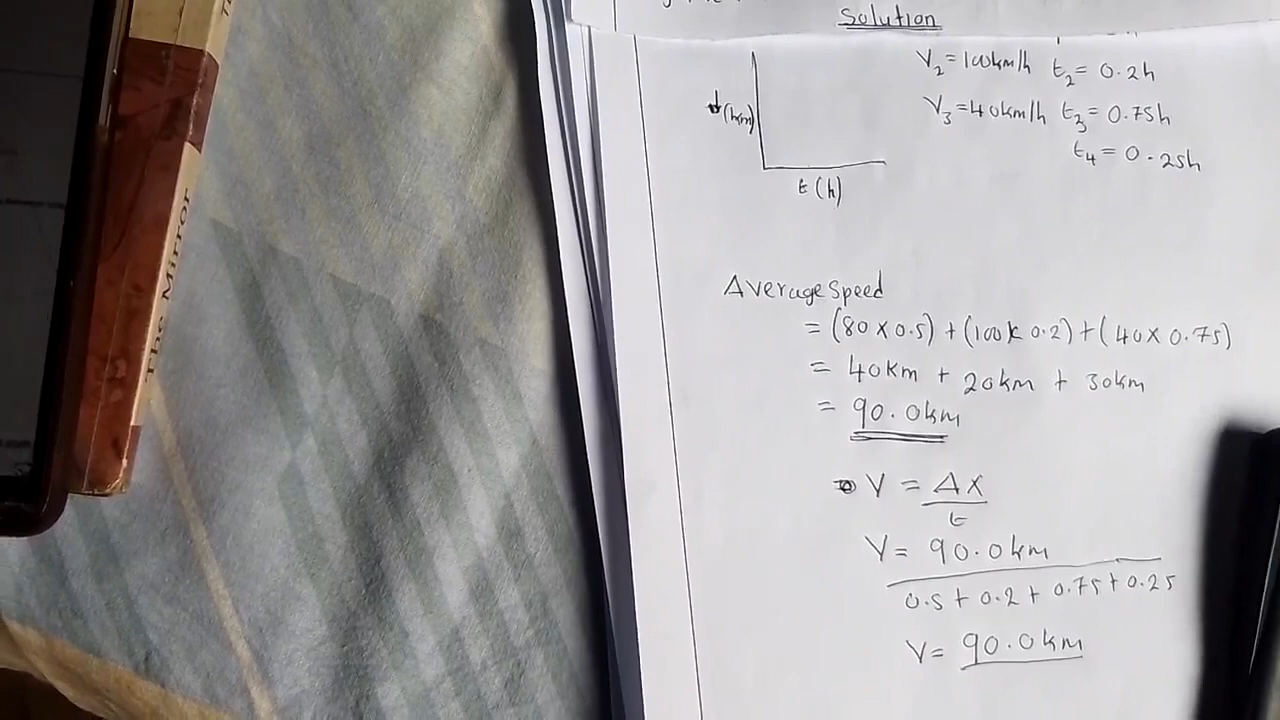 Solution
V2 = 100km/h t2 = 0.2h
d(km)
V3 = 40km/h t3 = 0.75h
t4 = 0.25h
t(h)
The Mirror
Average Speed
= (80 x 0.5) + (100 x 0.2) + (40 x 0.75)
= 40km + 20km + 30km
= 90.0km
V = Δx
t
V = 90.0km
0.5 + 0.2 + 0.75 + 0.25
V = 90.0km